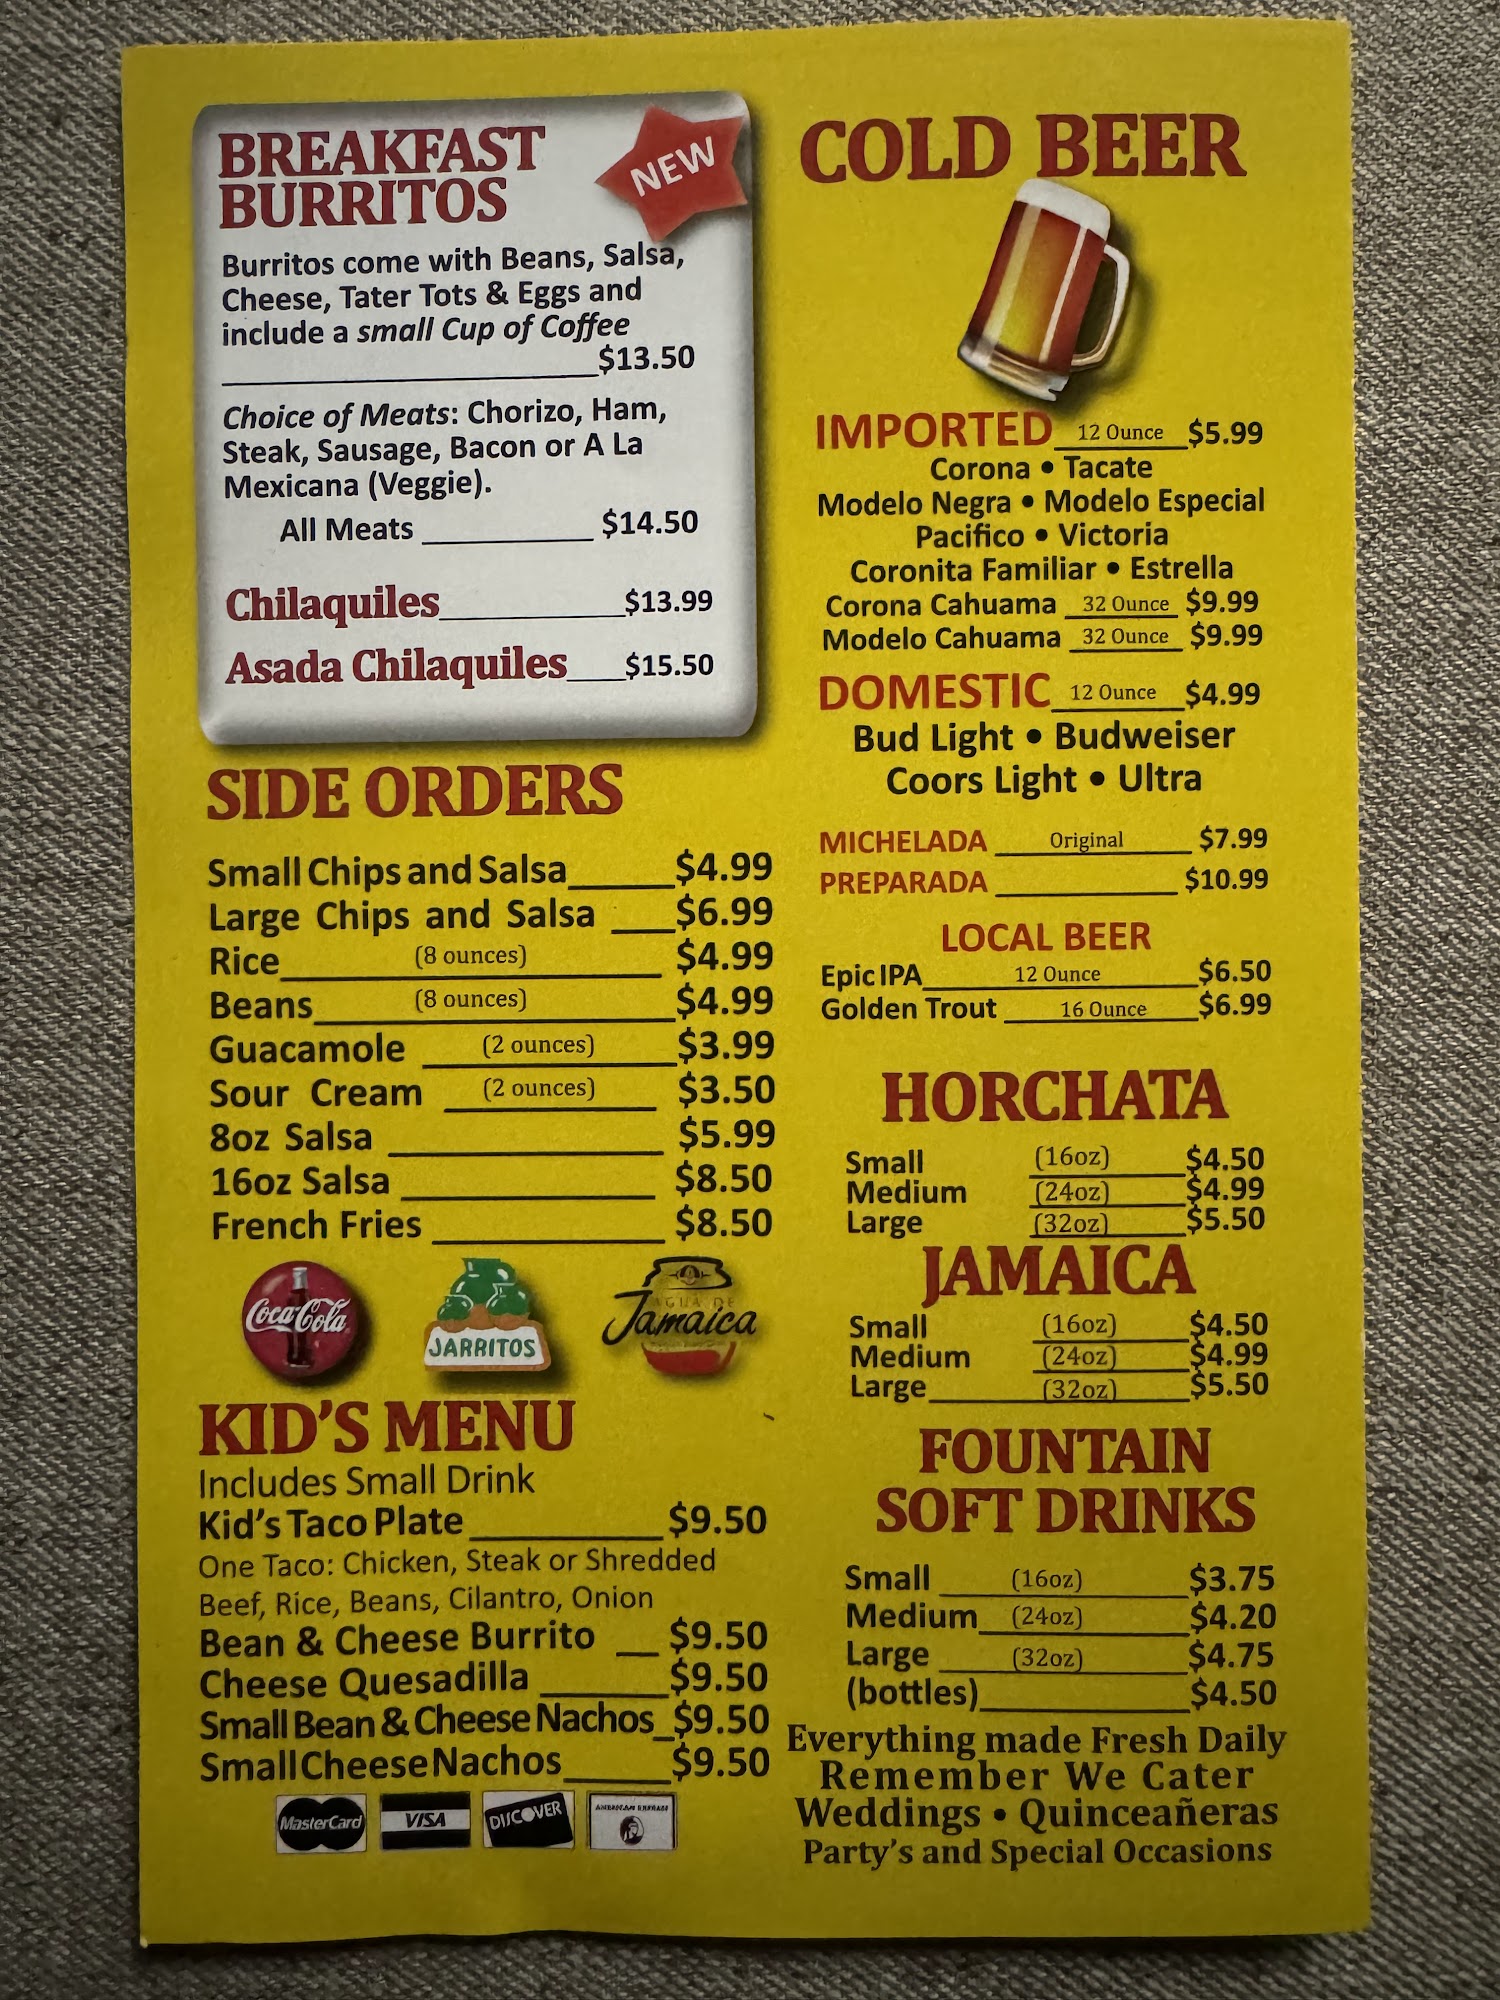 BREAKFAST
BURRITOS
NEW
Burritos come with Beans, Salsa,
Cheese, Tater Tots & Eggs and
include a small Cup of Coffee
$13.50
Choice of Meats: Chorizo, Ham,
Steak, Sausage, Bacon or A La
Mexicana (Veggie).
All Meats $14.50
Chilaquiles $13.99
Asada Chilaquiles $15.50
SIDE ORDERS
Small Chips and Salsa $4.99
Large Chips and Salsa $6.99
Rice (8 ounces) $4.99
Beans (8 ounces) $4.99
Guacamole (2 ounces) $3.99
Sour Cream (2 ounces) $3.50
8oz Salsa $5.99
16oz Salsa $8.50
French Fries $8.50
Coca-Cola
JARRITOS
AGUA DE
Jamaica
KID'S MENU
Includes Small Drink
Kid's Taco Plate $9.50
One Taco: Chicken, Steak or Shredded
Beef, Rice, Beans, Cilantro, Onion
Bean & Cheese Burrito $9.50
Cheese Quesadilla $9.50
Small Bean & Cheese Nachos $9.50
Small Cheese Nachos $9.50
MasterCard
VISA
DISCOVER
AMERICAN EXPRESS
COLD BEER
IMPORTED 12 Ounce $5.99
Corona • Tacate
Modelo Negra • Modelo Especial
Pacifico • Victoria
Coronita Familiar • Estrella
Corona Cahuama 32 Ounce $9.99
Modelo Cahuama 32 Ounce $9.99
DOMESTIC 12 Ounce $4.99
Bud Light • Budweiser
Coors Light • Ultra
MICHELADA Original $7.99
PREPARADA $10.99
LOCAL BEER
Epic IPA 12 Ounce $6.50
Golden Trout 16 Ounce $6.99
HORCHATA
Small (16oz) $4.50
Medium (24oz) $4.99
Large (32oz) $5.50
JAMAICA
Small (16oz) $4.50
Medium (24oz) $4.99
Large (32oz) $5.50
FOUNTAIN
SOFT DRINKS
Small (16oz) $3.75
Medium (24oz) $4.20
Large (32oz) $4.75
(bottles) $4.50
Everything made Fresh Daily
Remember We Cater
Weddings • Quinceañeras
Party's and Special Occasions